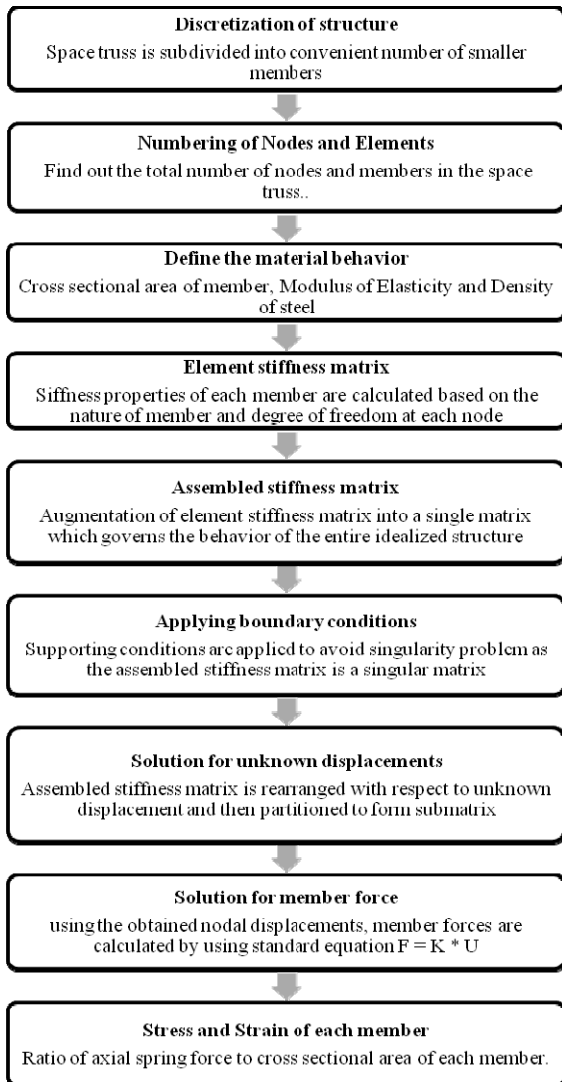 Discretization of structure
Space truss is subdivided into convenient number of smaller
members
Numbering of Nodes and Elements
Find out the total number of nodes and members in the space
truss..
Define the material behavior
Cross sectional area of member, Modulus of Elasticity and Density
of steel
Element stiffness matrix
Siffness properties of each member are calculated based on the
nature of member and degree of freedom at each node
Assembled stiffness matrix
Augmentation of element stiffness matrix into a single matrix
which governs the behavior of the entire idealized structure
Applying boundary conditions
Supporting conditions are applied to avoid singularity problem as
the assembled stiffness matrix is a singular matrix
Solution for unknown displacements
Assembled stiffness matrix is rearranged with respect to unknown
displacement and then partitioned to form submatrix
Solution for member force
using the obtained nodal displacements, member forces are
calculated by using standard equation F = K * U
Stress and Strain of each member
Ratio of axial spring force to cross sectional area of each member.